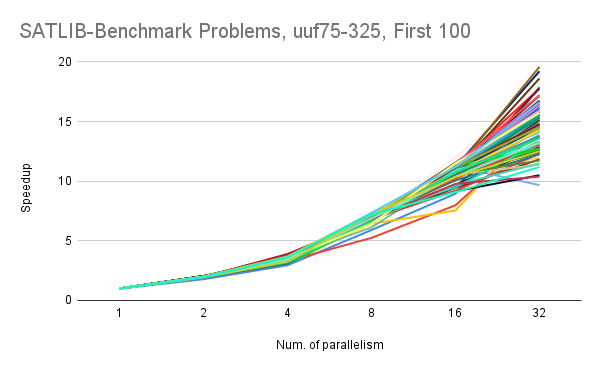 SATLIB-Benchmark Problems, uuf75-325, First 100
20
15
10
5
0
Speedup
1 2 4 8 16 32
Num. of parallelism